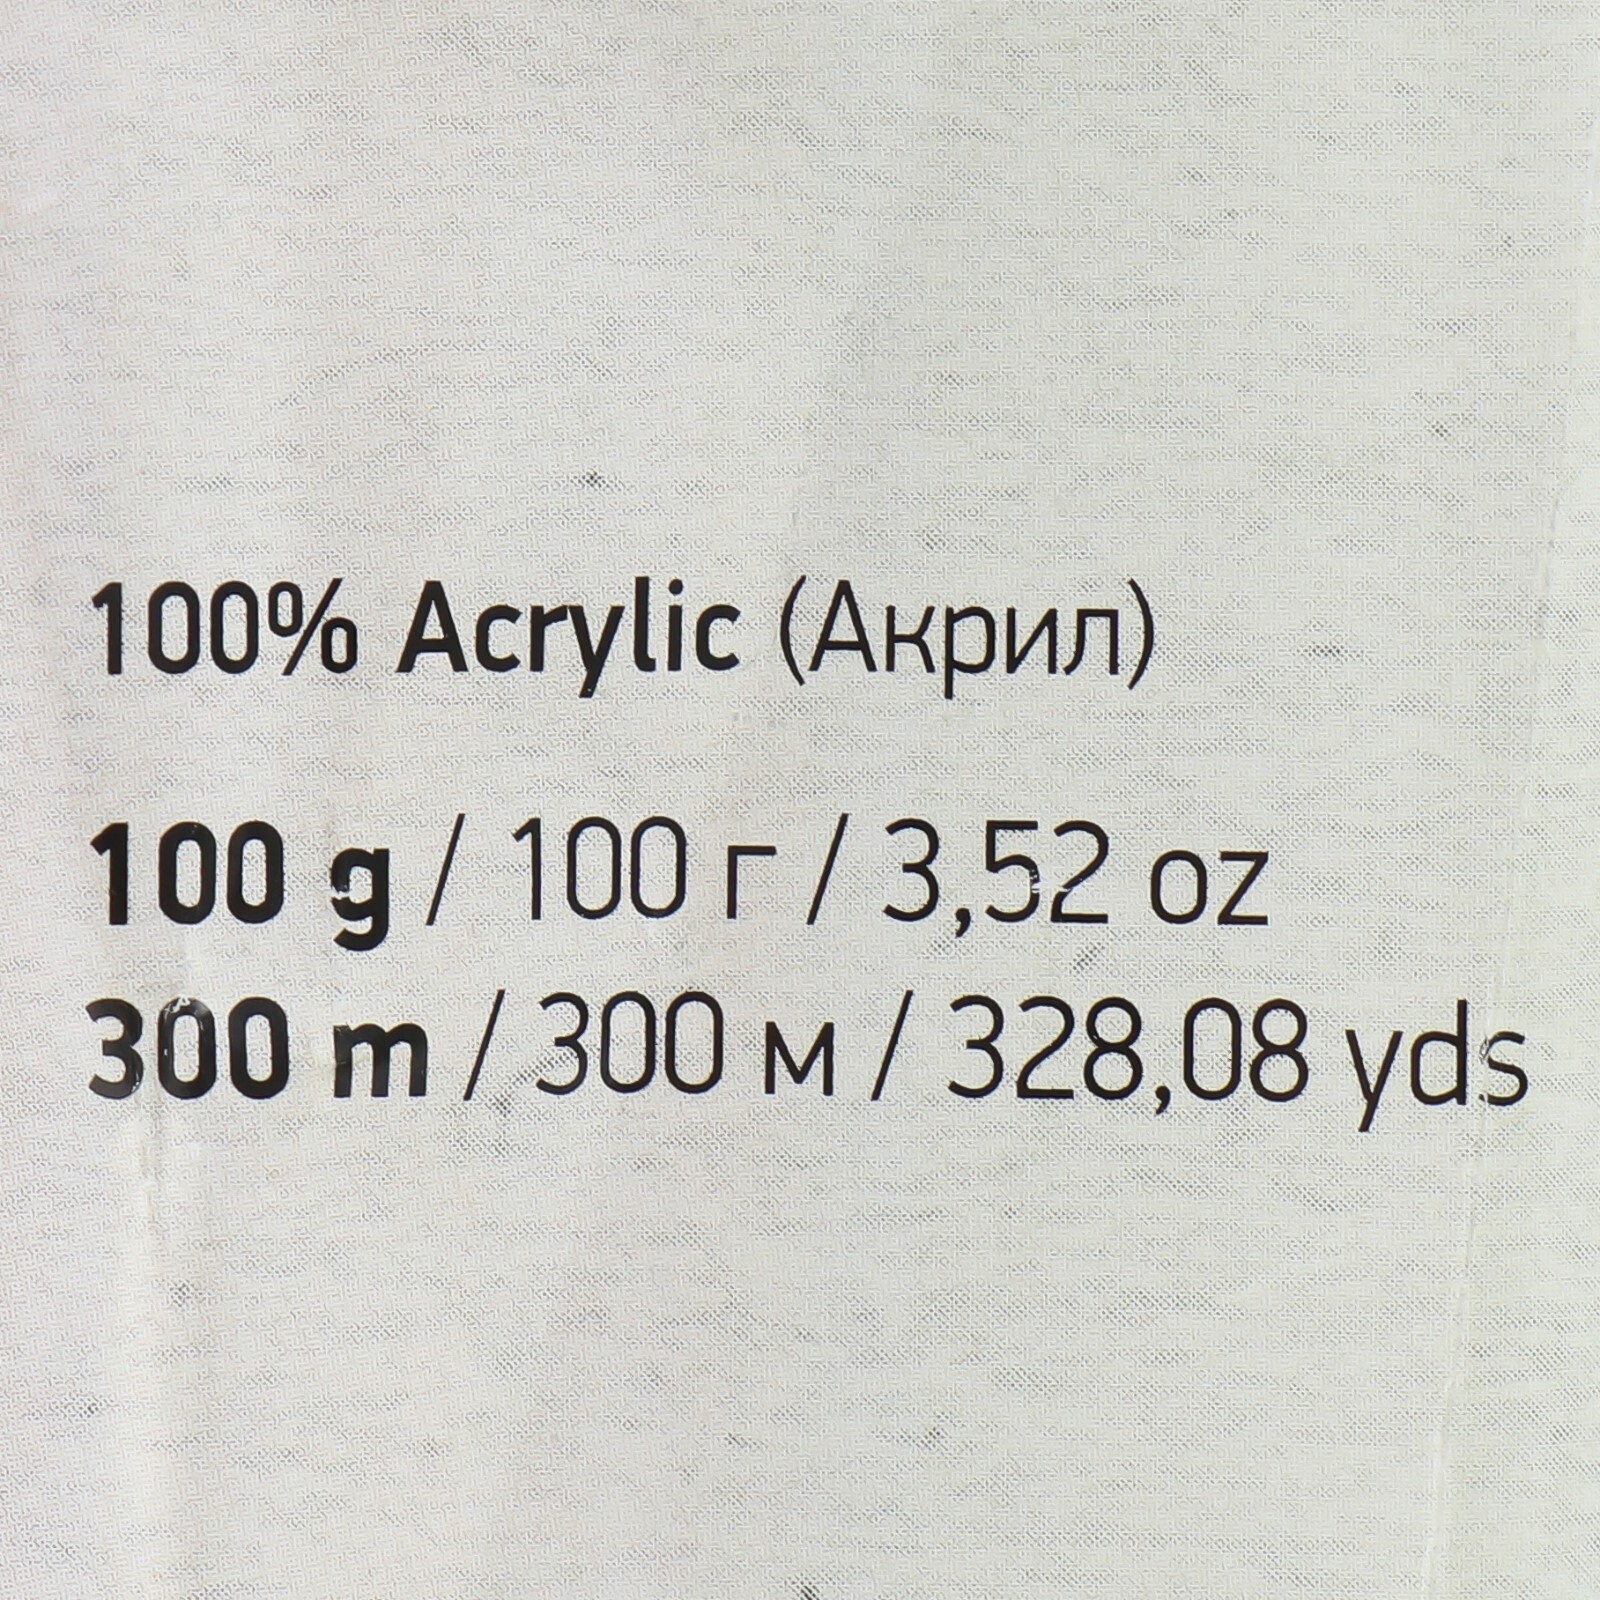 100% Acrylic (Акрил)
100 g / 100 г / 3,52 oz
300 m / 300 м / 328,08 yds